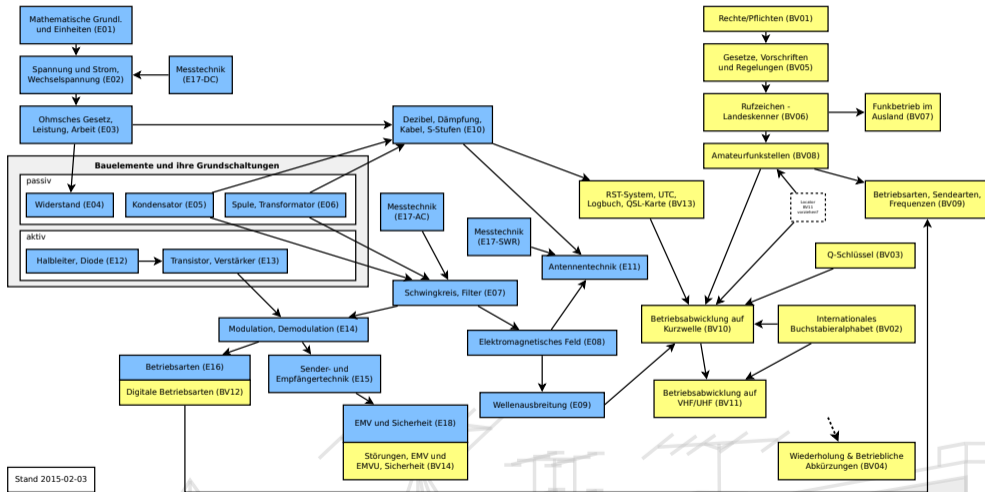 Mathematische Grundl.
und Einheiten (E01)
Spannung und Strom,
Wechselspannung (E02)
Messtechnik
(E17-DC)
Ohmsches Gesetz,
Leistung, Arbeit (E03)
Dezibel, Dämpfung,
Kabel, S-Stufen (E10)
Bauelemente und ihre Grundschaltungen
passiv
Widerstand (E04)
Kondensator (E05)
Spule, Transformator (E06)
aktiv
Halbleiter, Diode (E12)
Transistor, Verstärker (E13)
Messtechnik
(E17-AC)
Messtechnik
(E17-SWR)
Antennentechnik (E11)
Schwingkreis, Filter (E07)
Modulation, Demodulation (E14)
Elektromagnetisches Feld (E08)
Betriebsarten (E16)
Digitale Betriebsarten (BV12)
Sender- und
Empfängertechnik (E15)
Wellenausbreitung (E09)
EMV und Sicherheit (E18)
Störungen, EMV und
EMVU, Sicherheit (BV14)
Stand 2015-02-03
Rechte/Pflichten (BV01)
Gesetze, Vorschriften
und Regelungen (BV05)
Rufzeichen -
Landeskenner (BV06)
Funkbetrieb im
Ausland (BV07)
Amateurfunkstellen (BV08)
RST-System, UTC,
Logbuch, QSL-Karte (BV13)
Locator
BV11
vorziehen?
Betriebsarten, Sendearten,
Frequenzen (BV09)
Q-Schlüssel (BV03)
Betriebsabwicklung auf
Kurzwelle (BV10)
Internationales
Buchstabieralphabet (BV02)
Betriebsabwicklung auf
VHF/UHF (BV11)
Wiederholung & Betriebliche
Abkürzungen (BV04)